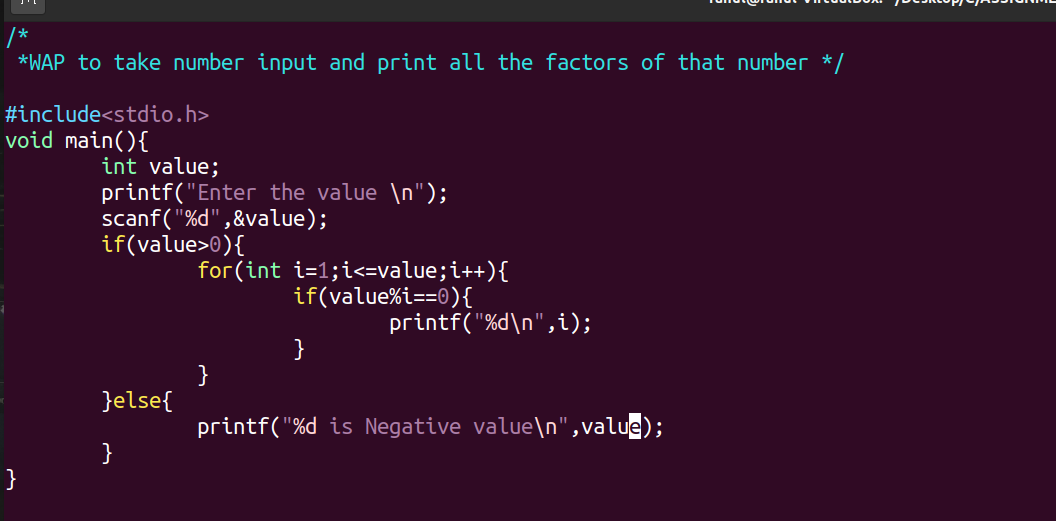 /*
 *WAP to take number input and print all the factors of that number */

#include<stdio.h>
void main(){
        int value;
        printf("Enter the value \n");
        scanf("%d",&value);
        if(value>0){
                for(int i=1;i<=value;i++){
                        if(value%i==0){
                                printf("%d\n",i);
                        }
                }
        }else{
                printf("%d is Negative value\n",value);
        }
}